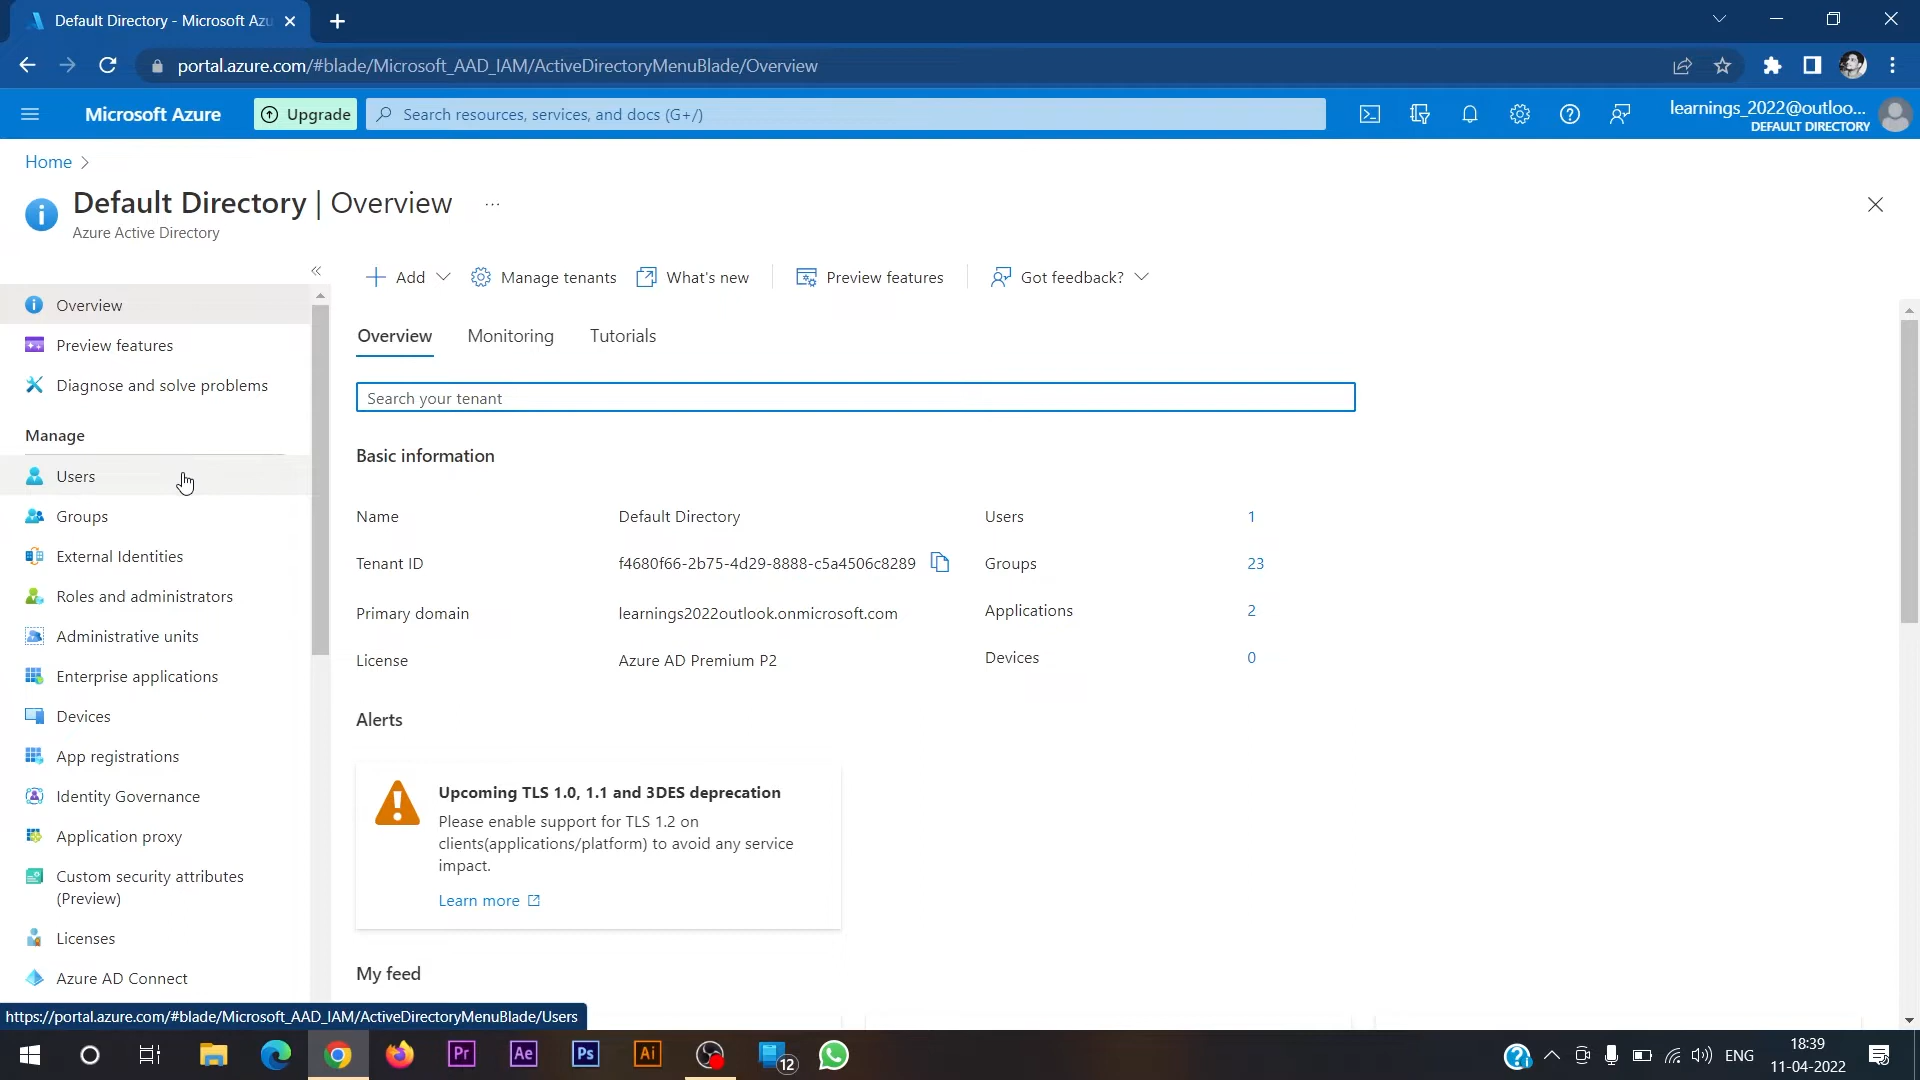 Default Directory - Microsoft Azu
portal.azure.com/#blade/Microsoft_AAD_IAM/ActiveDirectoryMenuBlade/Overview
Microsoft Azure
Upgrade
Search resources, services, and docs (G+/)
learnings_2022@outloo...
DEFAULT DIRECTORY
Home
Default Directory | Overview ...
Azure Active Directory
Overview
Preview features
Diagnose and solve problems
Manage
Users
Groups
External Identities
Roles and administrators
Administrative units
Enterprise applications
Devices
App registrations
Identity Governance
Application proxy
Custom security attributes
(Preview)
Licenses
Azure AD Connect
Add
Manage tenants
What's new
Preview features
Got feedback?
Overview Monitoring Tutorials
Search your tenant
Basic information
Name Default Directory
Tenant ID f4680f66-2b75-4d29-8888-c5a4506c8289
Primary domain learnings2022outlook.onmicrosoft.com
License Azure AD Premium P2
Users 1
Groups 23
Applications 2
Devices 0
Alerts
Upcoming TLS 1.0, 1.1 and 3DES deprecation
Please enable support for TLS 1.2 on
clients(applications/platform) to avoid any service
impact.
Learn more
My feed
https://portal.azure.com/#blade/Microsoft_AAD_IAM/ActiveDirectoryMenuBlade/Users
Pr
Ae
Ps
Ai
12
ENG
18:39
11-04-2022